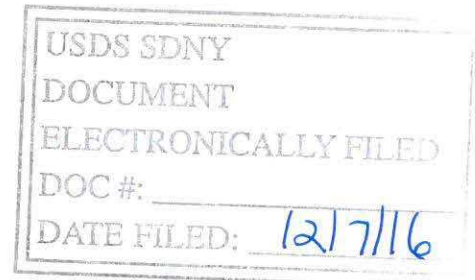 USDS SDNY
DOCUMENT
ELECTRONICALLY FILED
DOC #:
DATE FILED: 12/7/16